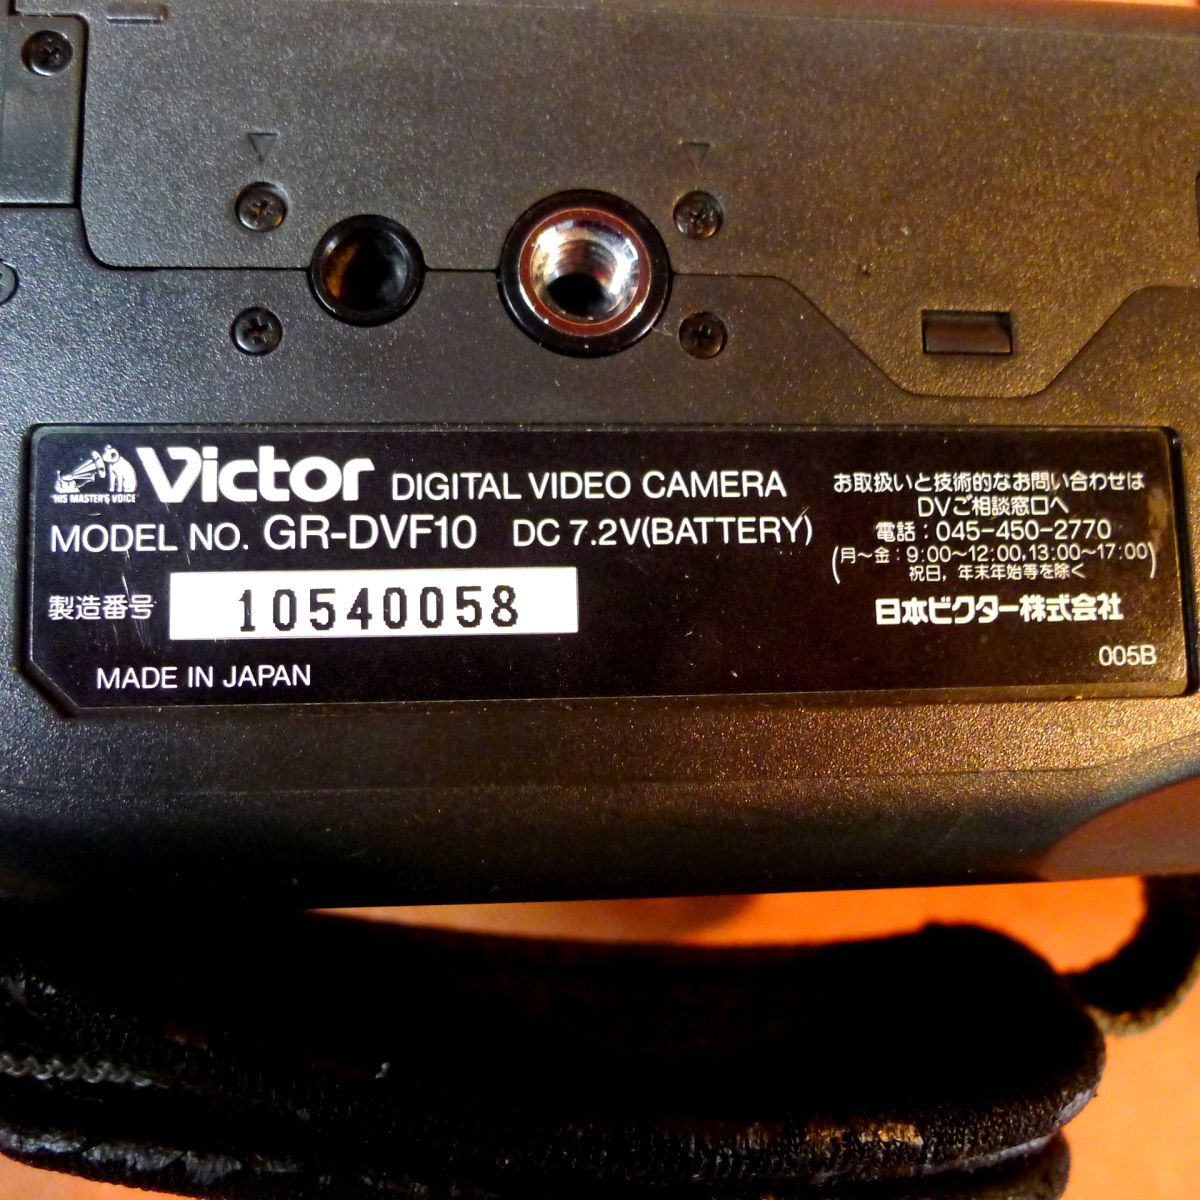 HIS MASTER'S VOICE
Victor DIGITAL VIDEO CAMERA
MODEL NO. GR-DVF10 DC 7.2V(BATTERY)
製造番号 10540058
MADE IN JAPAN
お取扱いと技術的なお問い合わせは
DVご相談窓口へ
電話：045-450-2770
(月～金：9:00～12:00,13:00～17:00)
祝日, 年末年始等を除く
日本ビクター株式会社
005B